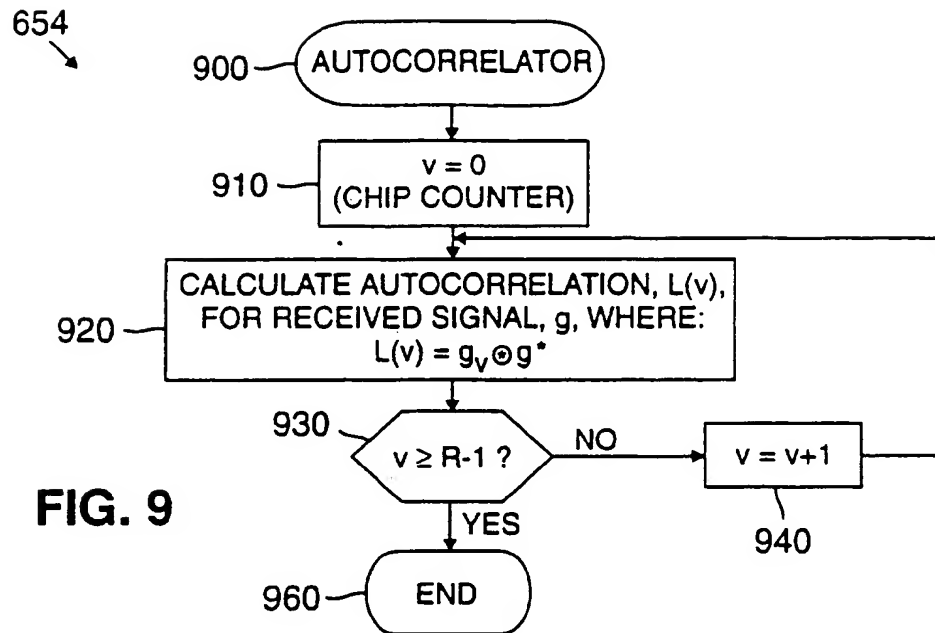 654
900
AUTOCORRELATOR
910
v = 0
(CHIP COUNTER)
920
CALCULATE AUTOCORRELATION, L(v),
FOR RECEIVED SIGNAL, g, WHERE:
L(v) = g_v ⊛ g*
930
v ≥ R-1 ?
NO
v = v+1
940
YES
FIG. 9
960
END